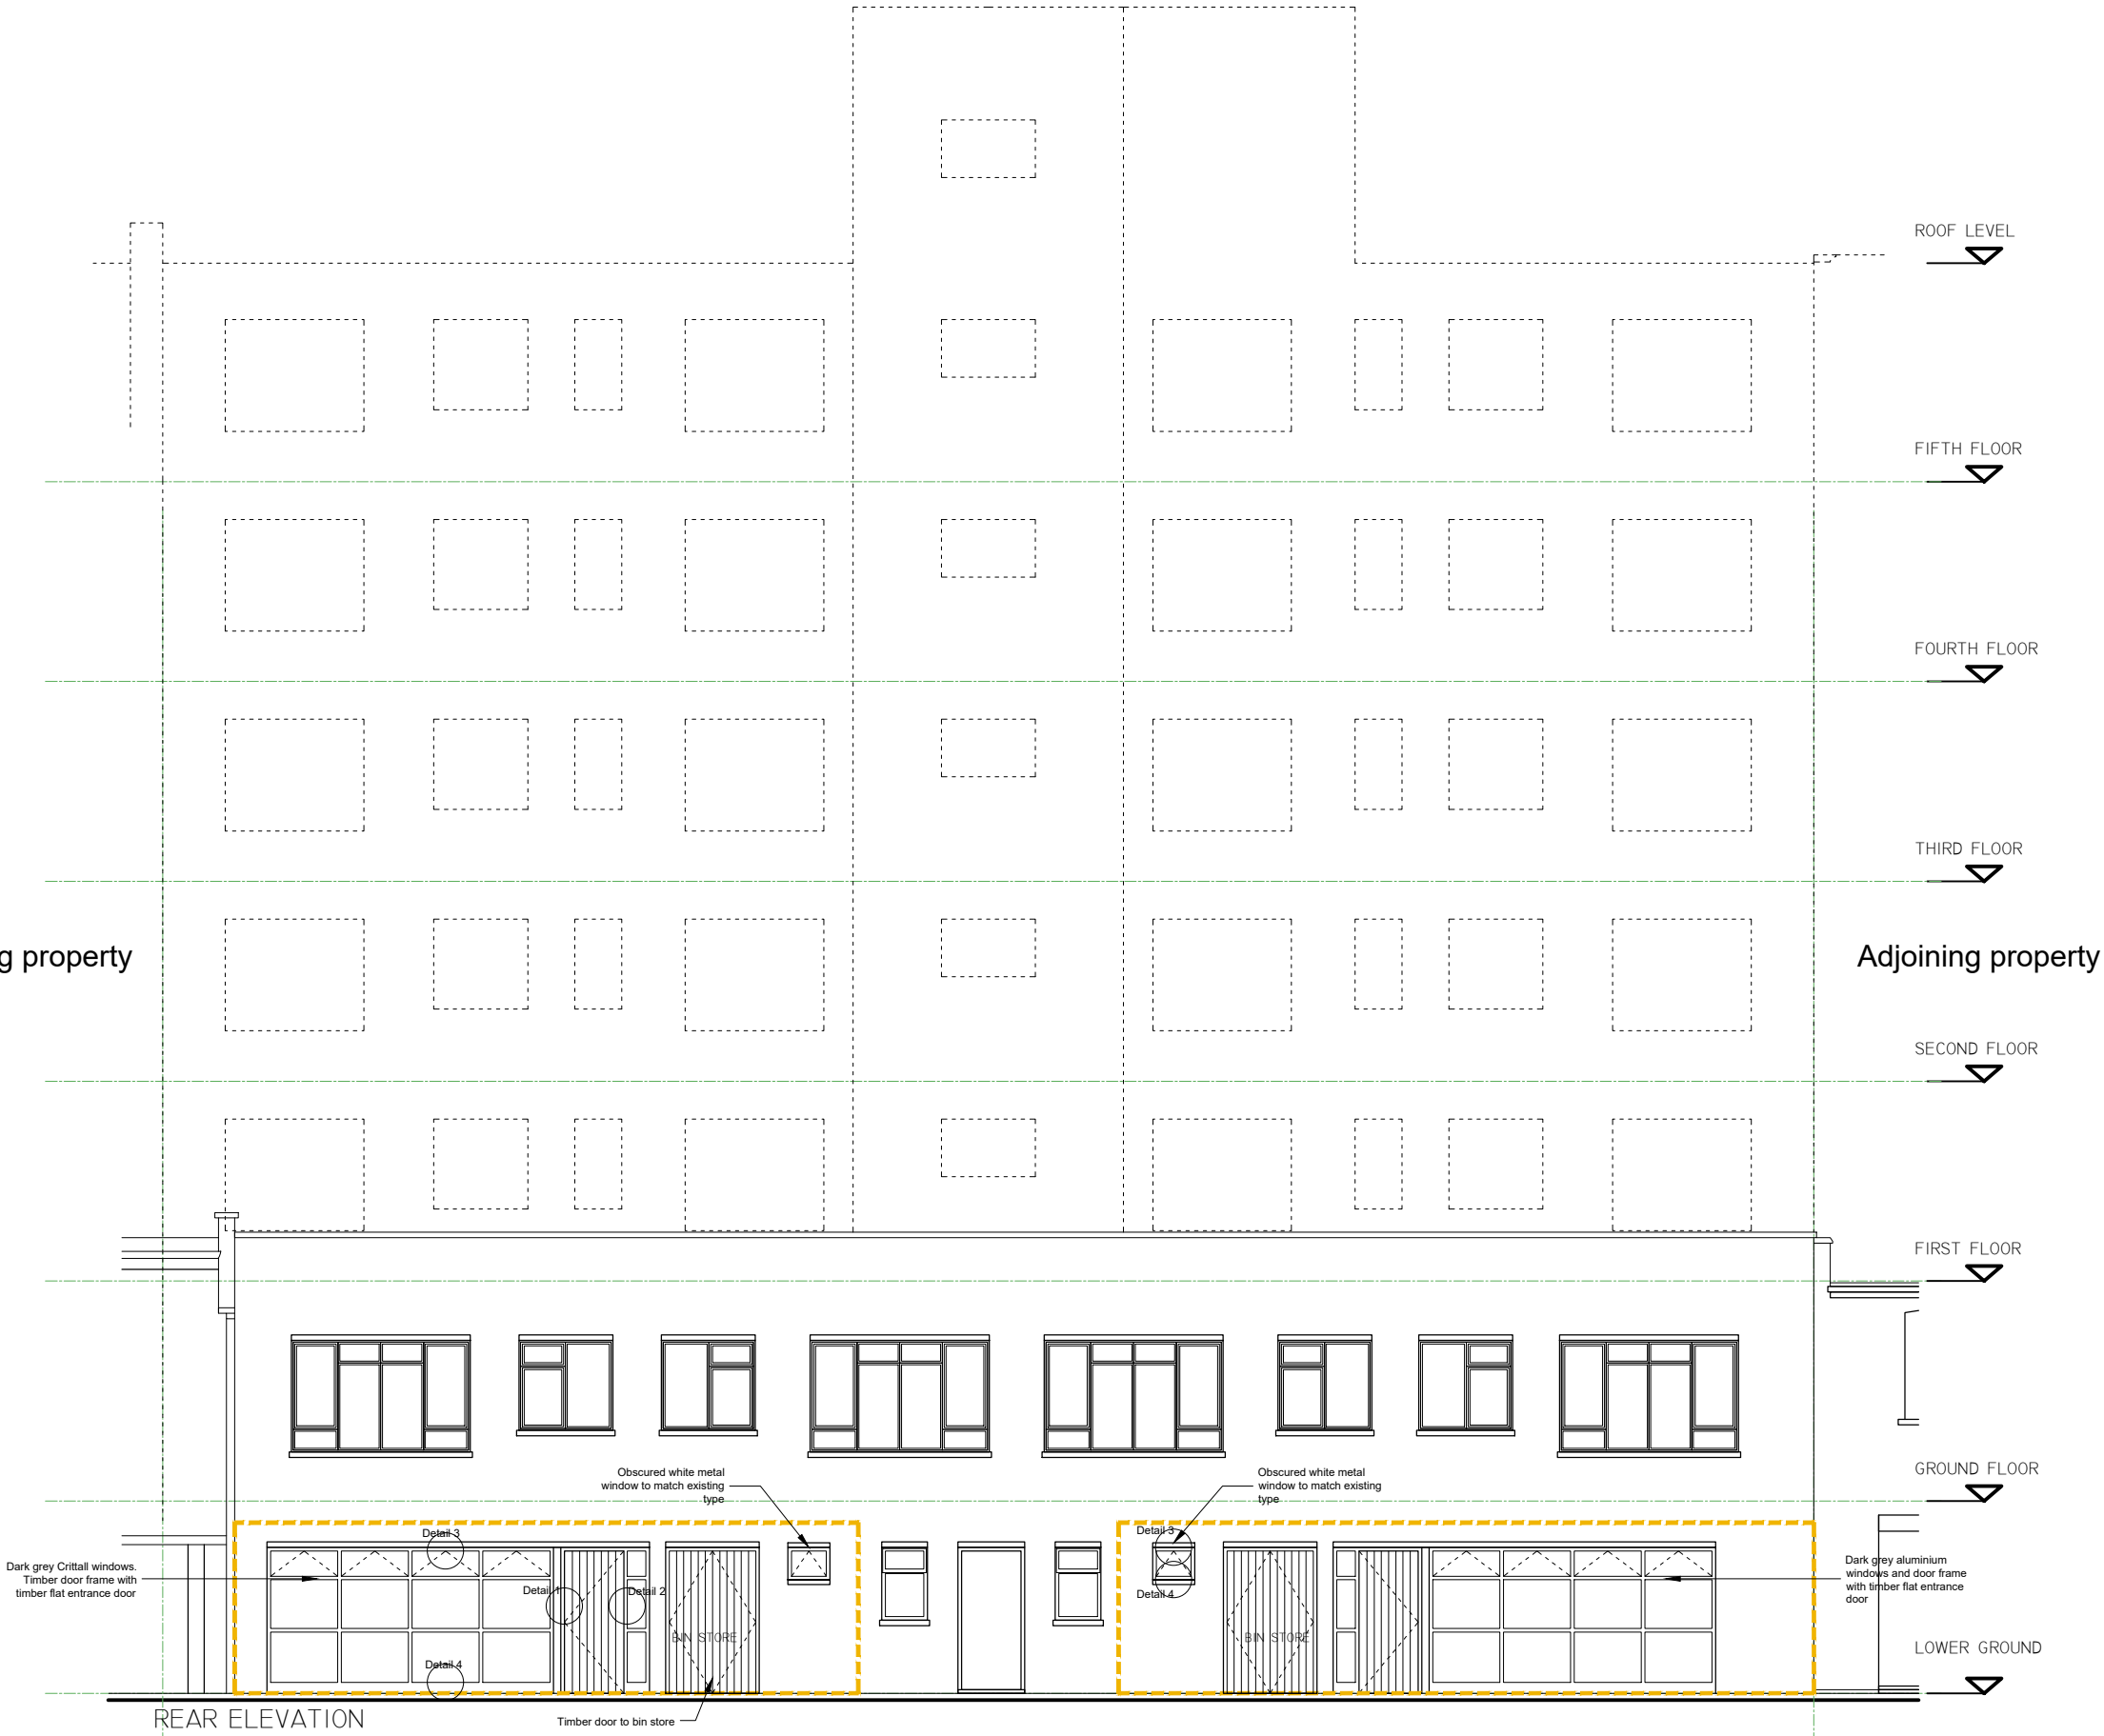 ROOF LEVEL
FIFTH FLOOR
FOURTH FLOOR
THIRD FLOOR
g property
Adjoining property
SECOND FLOOR
FIRST FLOOR
GROUND FLOOR
Obscured white metal
window to match existing
type
Obscured white metal
window to match existing
type
Detail 3
Detail 3
Dark grey Crittall windows.
Timber door frame with
timber flat entrance door
Dark grey aluminium
windows and door frame
with timber flat entrance
door
Detail 1
Detail 2
Detail 4
BIN STORE
BIN STORE
LOWER GROUND
Detail 4
REAR ELEVATION
Timber door to bin store